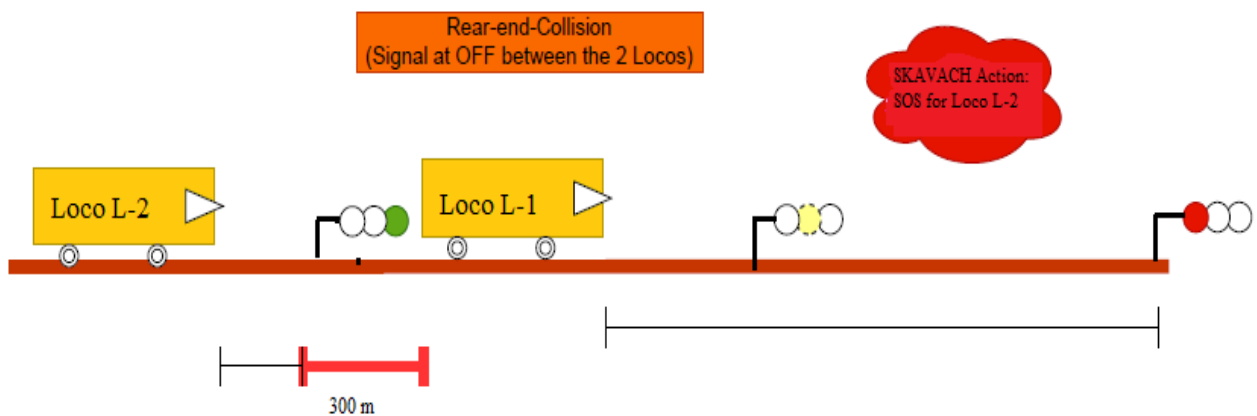 Rear-end-Collision
(Signal at OFF between the 2 Locos)
SKAVACH Action:
SOS for Loco L-2
Loco L-2
Loco L-1
300 m